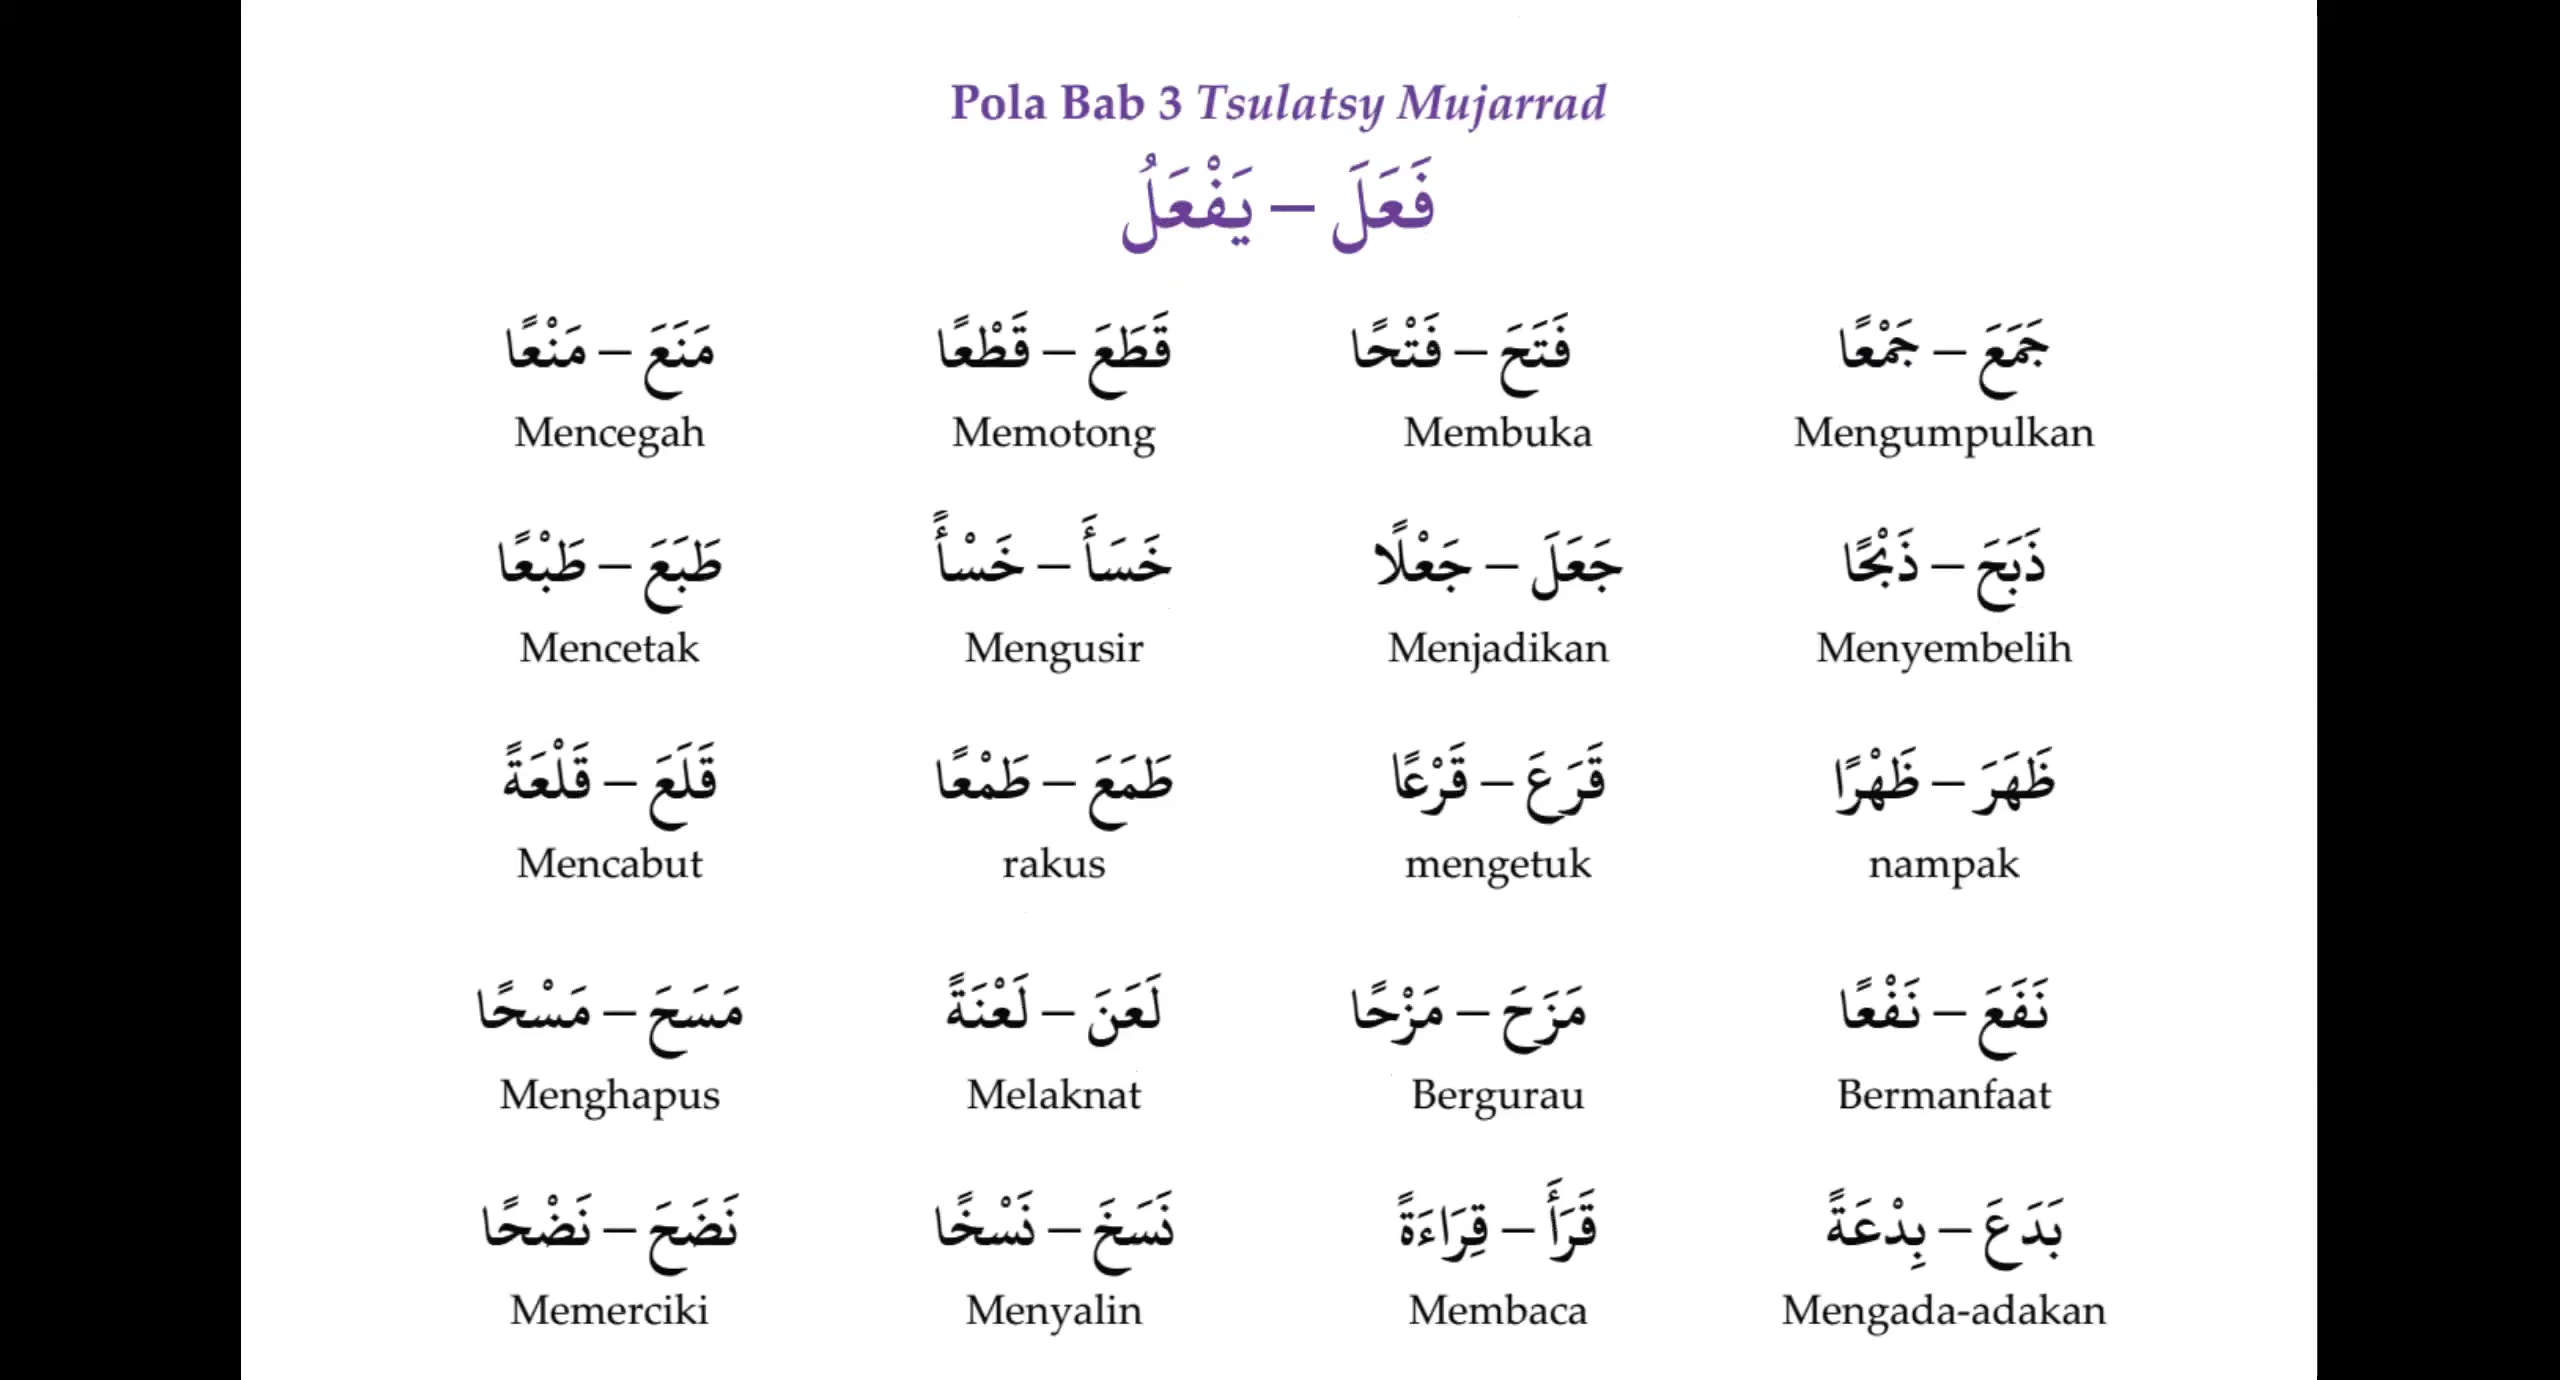 Pola Bab 3 Tsulatsy Mujarrad
فَعَلَ – يَفْعَلُ
جَمَعَ – جَمْعًا فَتَحَ – فَتْحًا قَطَعَ – قَطْعًا مَنَعَ – مَنْعًا
Mencegah Memotong Membuka Mengumpulkan
ذَبَحَ – ذَبْحًا جَعَلَ – جَعْلًا خَسَأَ – خَسْأً طَبَعَ – طَبْعًا
Mencetak Mengusir Menjadikan Menyembelih
ظَهَرَ – ظَهْرًا قَرَعَ – قَرْعًا طَمَعَ – طَمْعًا قَلَعَ – قَلْعَةً
Mencabut rakus mengetuk nampak
نَفَعَ – نَفْعًا مَزَحَ – مَزْحًا لَعَنَ – لَعْنَةً مَسَحَ – مَسْحًا
Menghapus Melaknat Bergurau Bermanfaat
بَدَعَ – بِدْعَةً قَرَأَ – قِرَاءَةً نَسَخَ – نَسْخًا نَضَحَ – نَضْحًا
Memerciki Menyalin Membaca Mengada-adakan